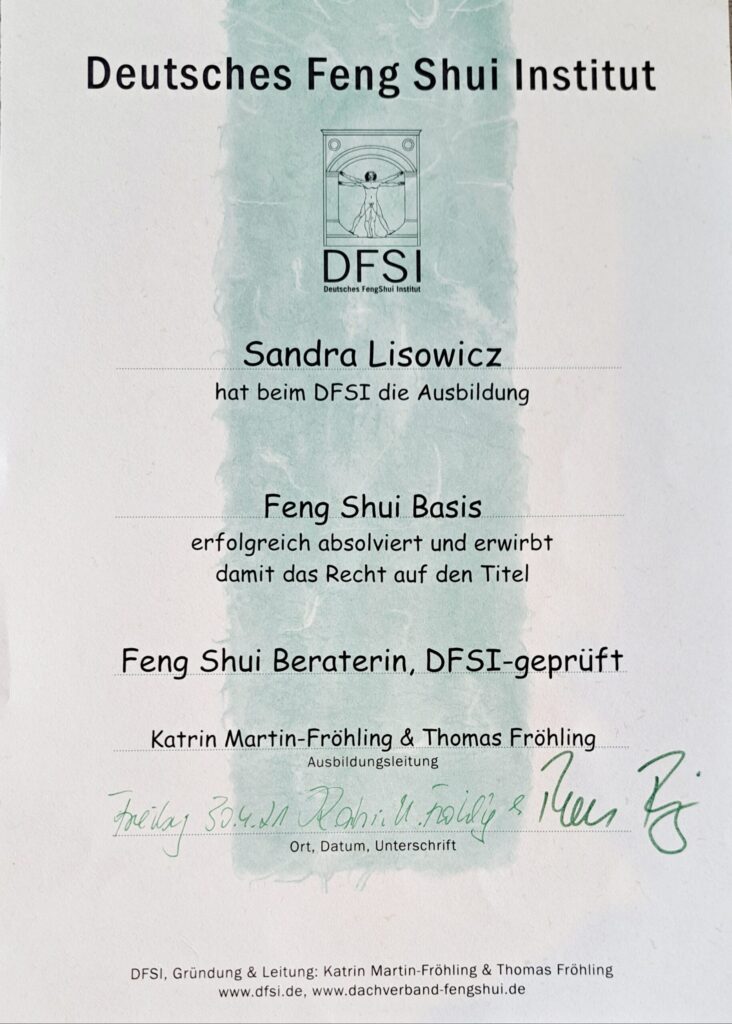 Deutsches Feng Shui Institut
DFSI
Deutsches FengShui Institut
Sandra Lisowicz
hat beim DFSI die Ausbildung
Feng Shui Basis
erfolgreich absolviert und erwirbt
damit das Recht auf den Titel
Feng Shui Beraterin, DFSI-geprüft
Katrin Martin-Fröhling & Thomas Fröhling
Ausbildungsleitung
30.4.21
Ort, Datum, Unterschrift
DFSI, Gründung & Leitung: Katrin Martin-Fröhling & Thomas Fröhling
www.dfsi.de, www.dachverband-fengshui.de